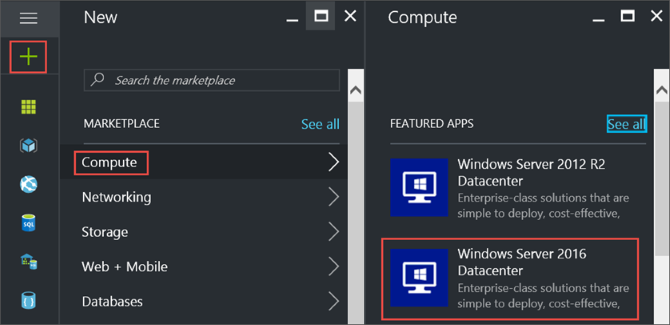 New
Search the marketplace
MARKETPLACE See all
Compute
Networking
Storage
Web + Mobile
Databases
SQL
Compute
FEATURED APPS See all
Windows Server 2012 R2
Datacenter
Enterprise-class solutions that are
simple to deploy, cost-effective,
Windows Server 2016
Datacenter
Enterprise-class solutions that are
simple to deploy, cost-effective,